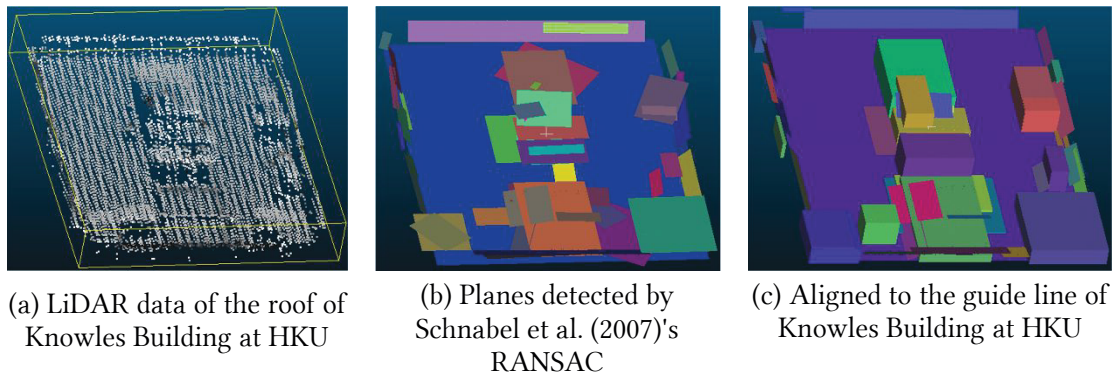 (a) LiDAR data of the roof of
Knowles Building at HKU
(b) Planes detected by
Schnabel et al. (2007)'s
RANSAC
(c) Aligned to the guide line of
Knowles Building at HKU